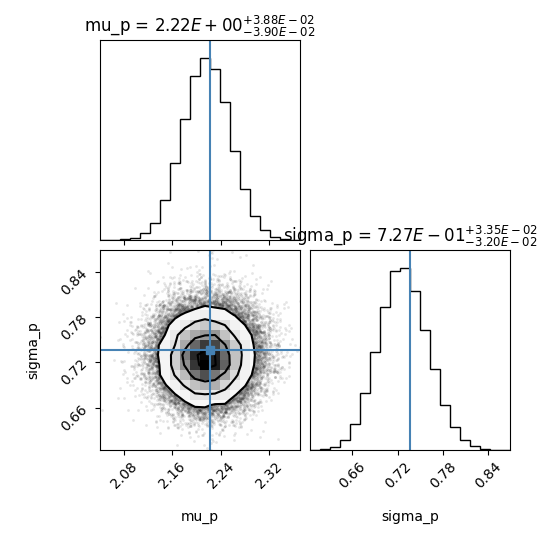 mu_p = 2.22E+00+3.88E−02 −3.90E−02
sigma_p = 7.27E−01+3.35E−02 −3.20E−02
0.84
0.78
0.72
0.66
sigma_p
2.08 2.16 2.24 2.32
0.66 0.72 0.78 0.84
mu_p sigma_p